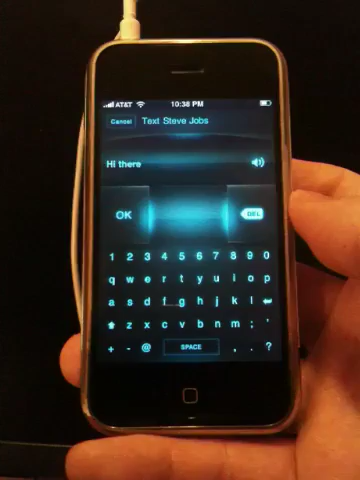 AT&T 10:38 PM
Cancel Text Steve Jobs
Hi there
OK DEL
1 2 3 4 5 6 7 8 9 0
q w e r t y u i o p
a s d f g h j k l
z x c v b n m ; '
+ - @ SPACE , . ?